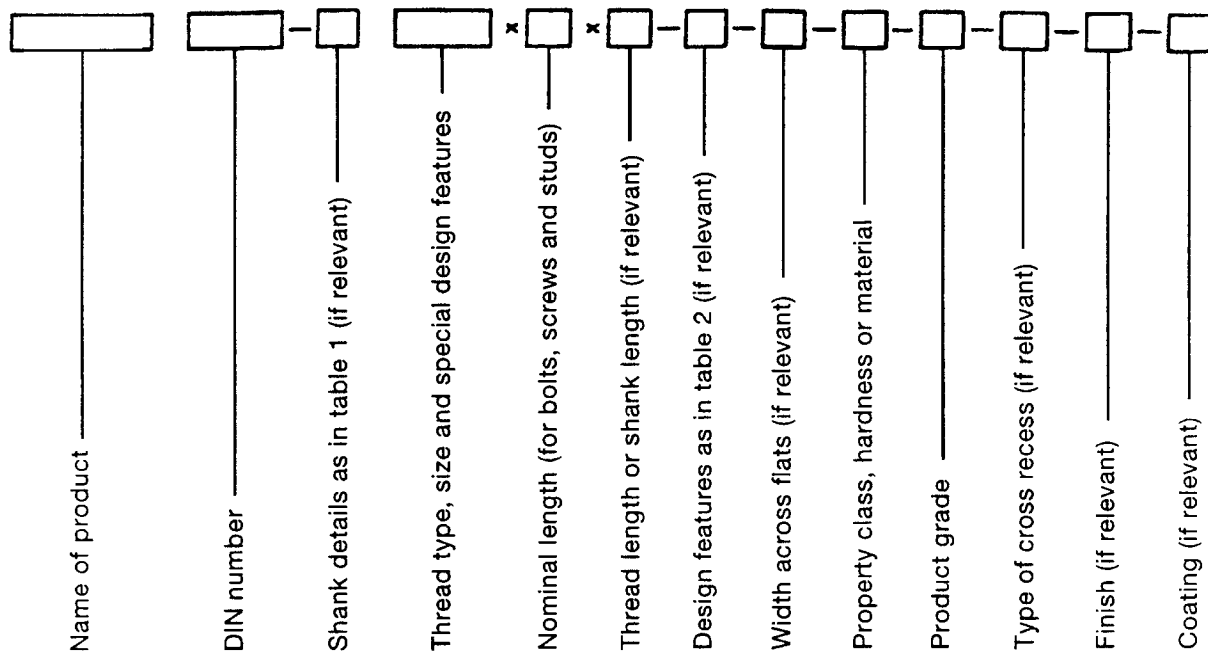 Name of product
DIN number
Shank details as in table 1 (if relevant)
Thread type, size and special design features
Nominal length (for bolts, screws and studs)
Thread length or shank length (if relevant)
Design features as in table 2 (if relevant)
Width across flats (if relevant)
Property class, hardness or material
Product grade
Type of cross recess (if relevant)
Finish (if relevant)
Coating (if relevant)